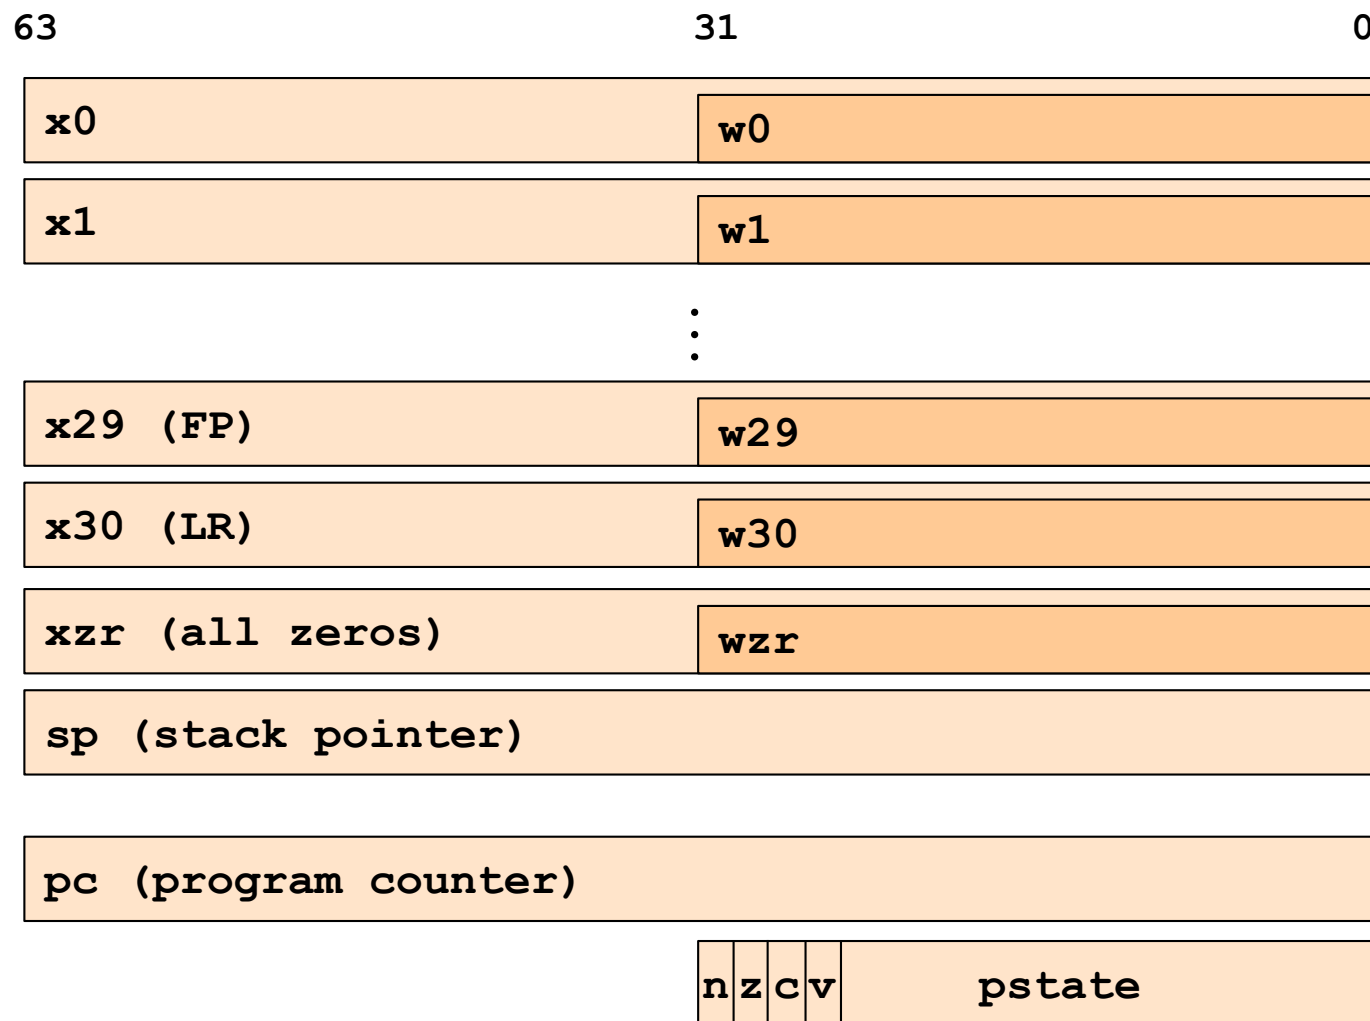 63 31 0
x0 w0
x1 w1
x29 (FP) w29
x30 (LR) w30
xzr (all zeros) wzr
sp (stack pointer)
pc (program counter)
n z c v pstate